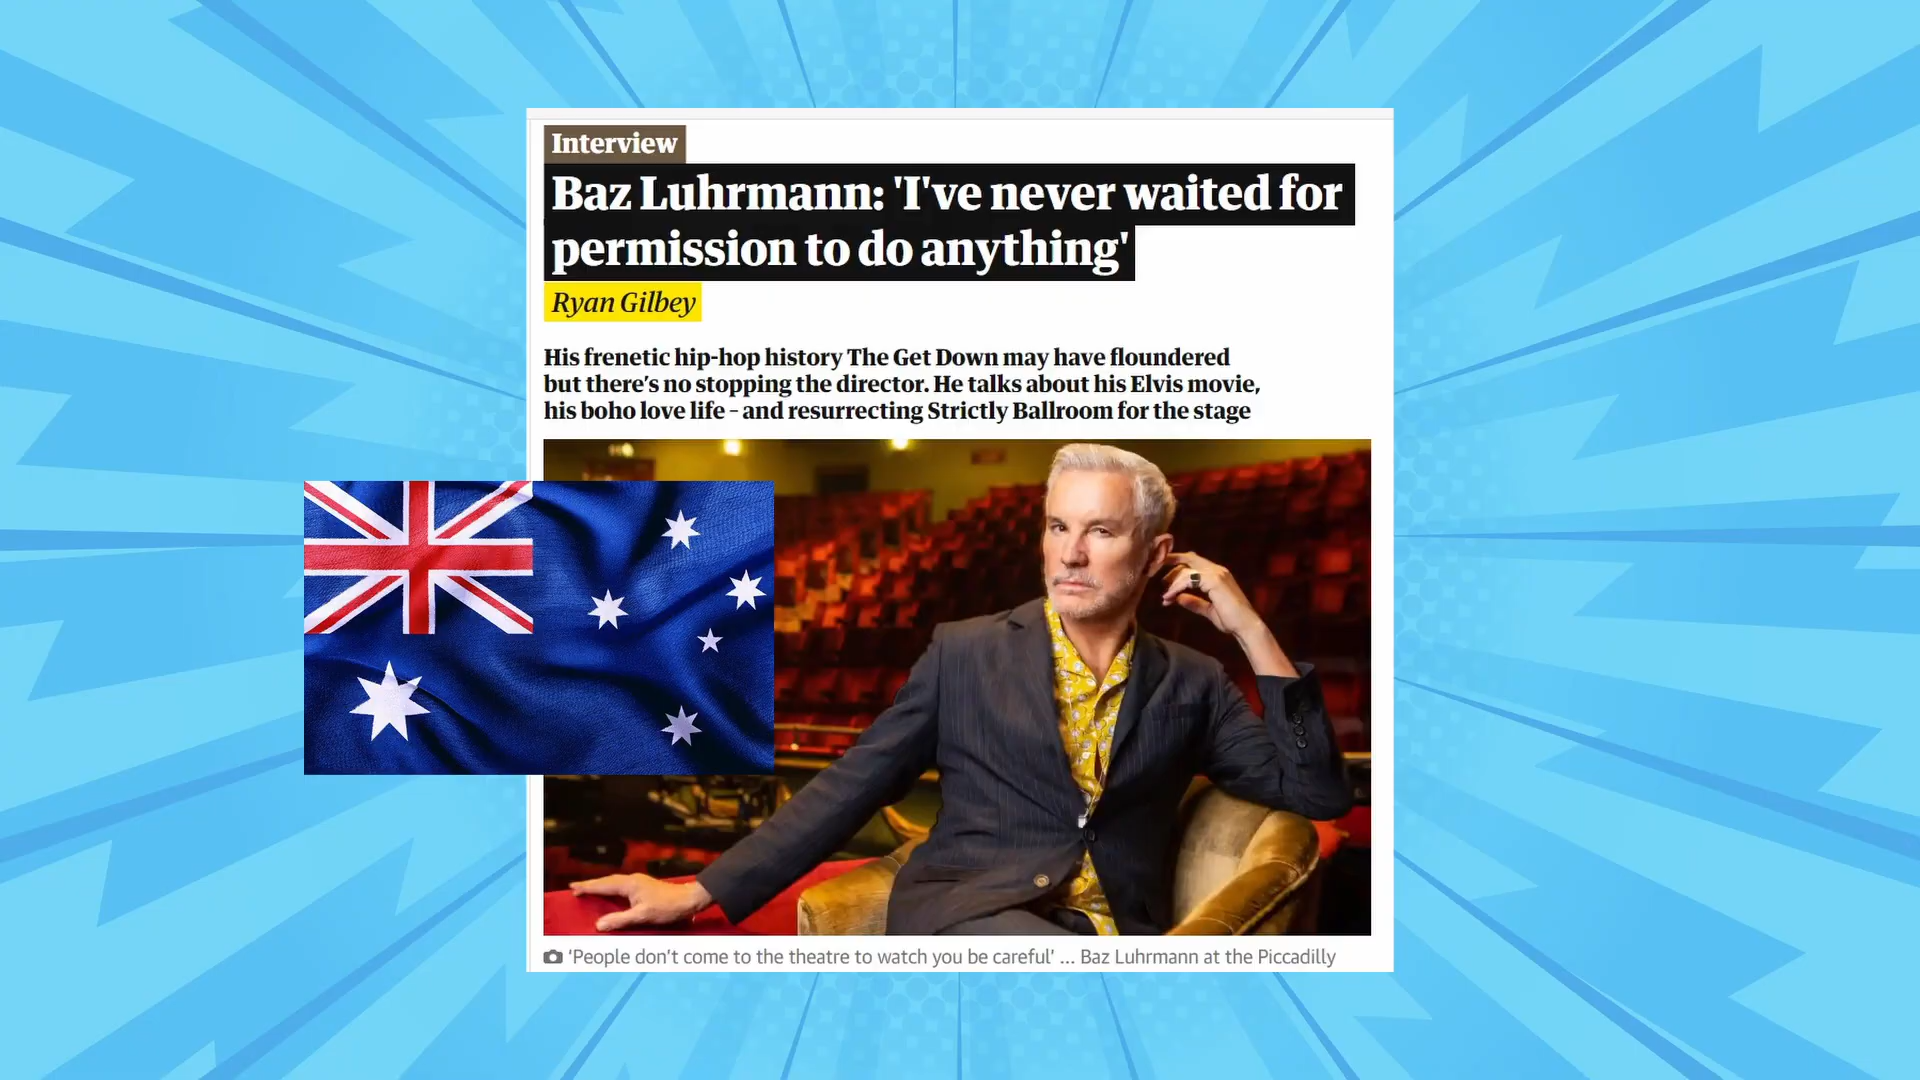 Interview
Baz Luhrmann: 'I've never waited for
permission to do anything'
Ryan Gilbey
His frenetic hip-hop history The Get Down may have floundered
but there's no stopping the director. He talks about his Elvis movie,
his boho love life – and resurrecting Strictly Ballroom for the stage
'People don't come to the theatre to watch you be careful' ... Baz Luhrmann at the Piccadilly